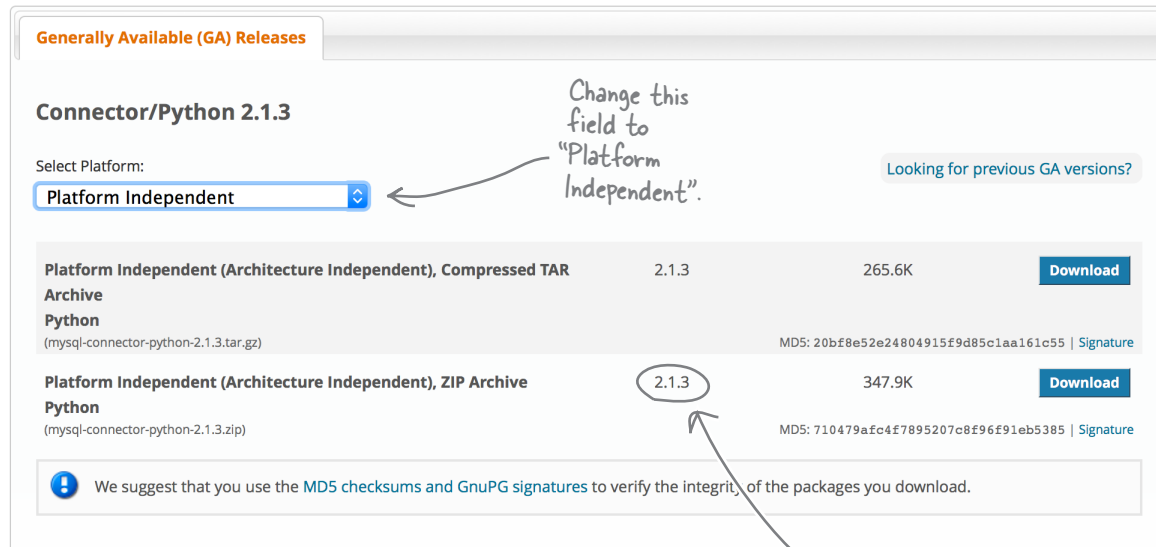 Generally Available (GA) Releases
Connector/Python 2.1.3
Change this
field to
“Platform
Independent”.
Select Platform:
Looking for previous GA versions?
Platform Independent
Platform Independent (Architecture Independent), Compressed TAR 2.1.3 265.6K Download
Archive
Python
(mysql-connector-python-2.1.3.tar.gz) MD5: 20bf8e52e24804915f9d85c1aa161c55 | Signature
Platform Independent (Architecture Independent), ZIP Archive 2.1.3 347.9K Download
Python
(mysql-connector-python-2.1.3.zip) MD5: 710479afc4f7895207c8f96f91eb5385 | Signature
We suggest that you use the MD5 checksums and GnuPG signatures to verify the integrity of the packages you download.